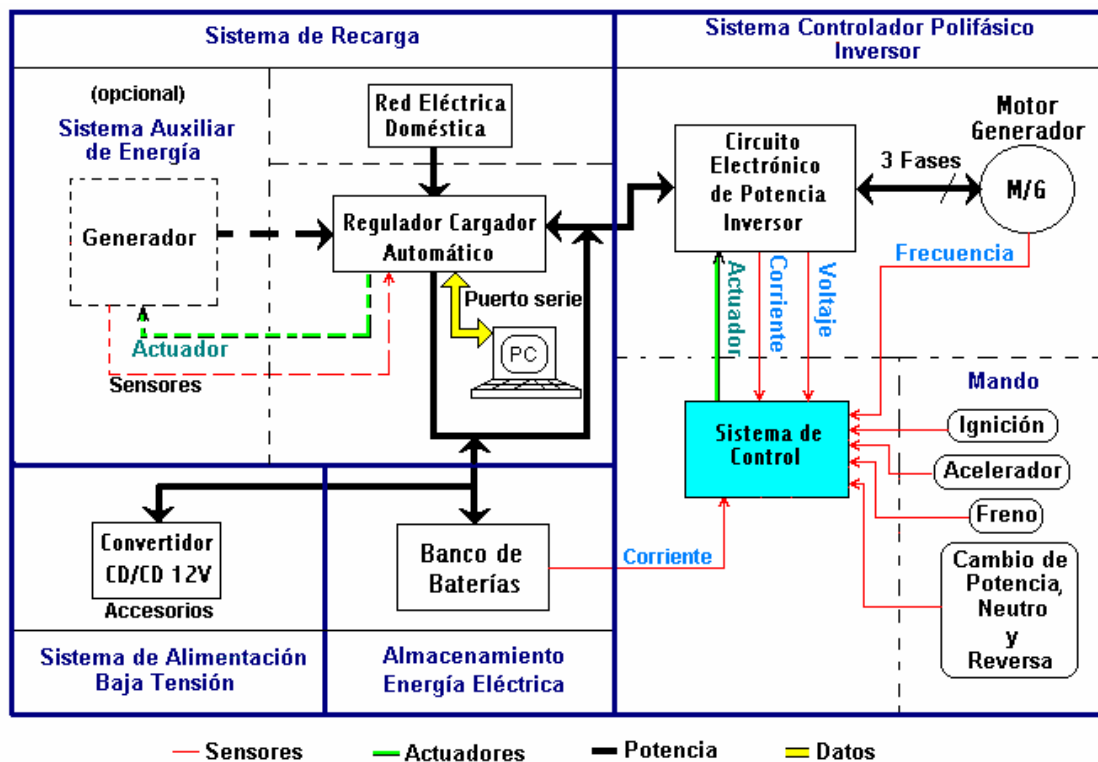 Sistema de Recarga
Sistema Controlador Polifásico
Inversor
(opcional)
Sistema Auxiliar
de Energía
Generador
Actuador
Sensores
Red Eléctrica
Doméstica
Regulador Cargador
Automático
Puerto serie
PC
Circuito
Electrónico
de Potencia
Inversor
3 Fases
Motor
Generador
M/G
Frecuencia
Actuador
Corriente
Voltaje
Sistema de
Control
Mando
Ignición
Acelerador
Freno
Cambio de
Potencia,
Neutro
y
Reversa
Convertidor
CD/CD 12V
Accesorios
Banco de
Baterías
Corriente
Sistema de Alimentación
Baja Tensión
Almacenamiento
Energía Eléctrica
Sensores
Actuadores
Potencia
Datos